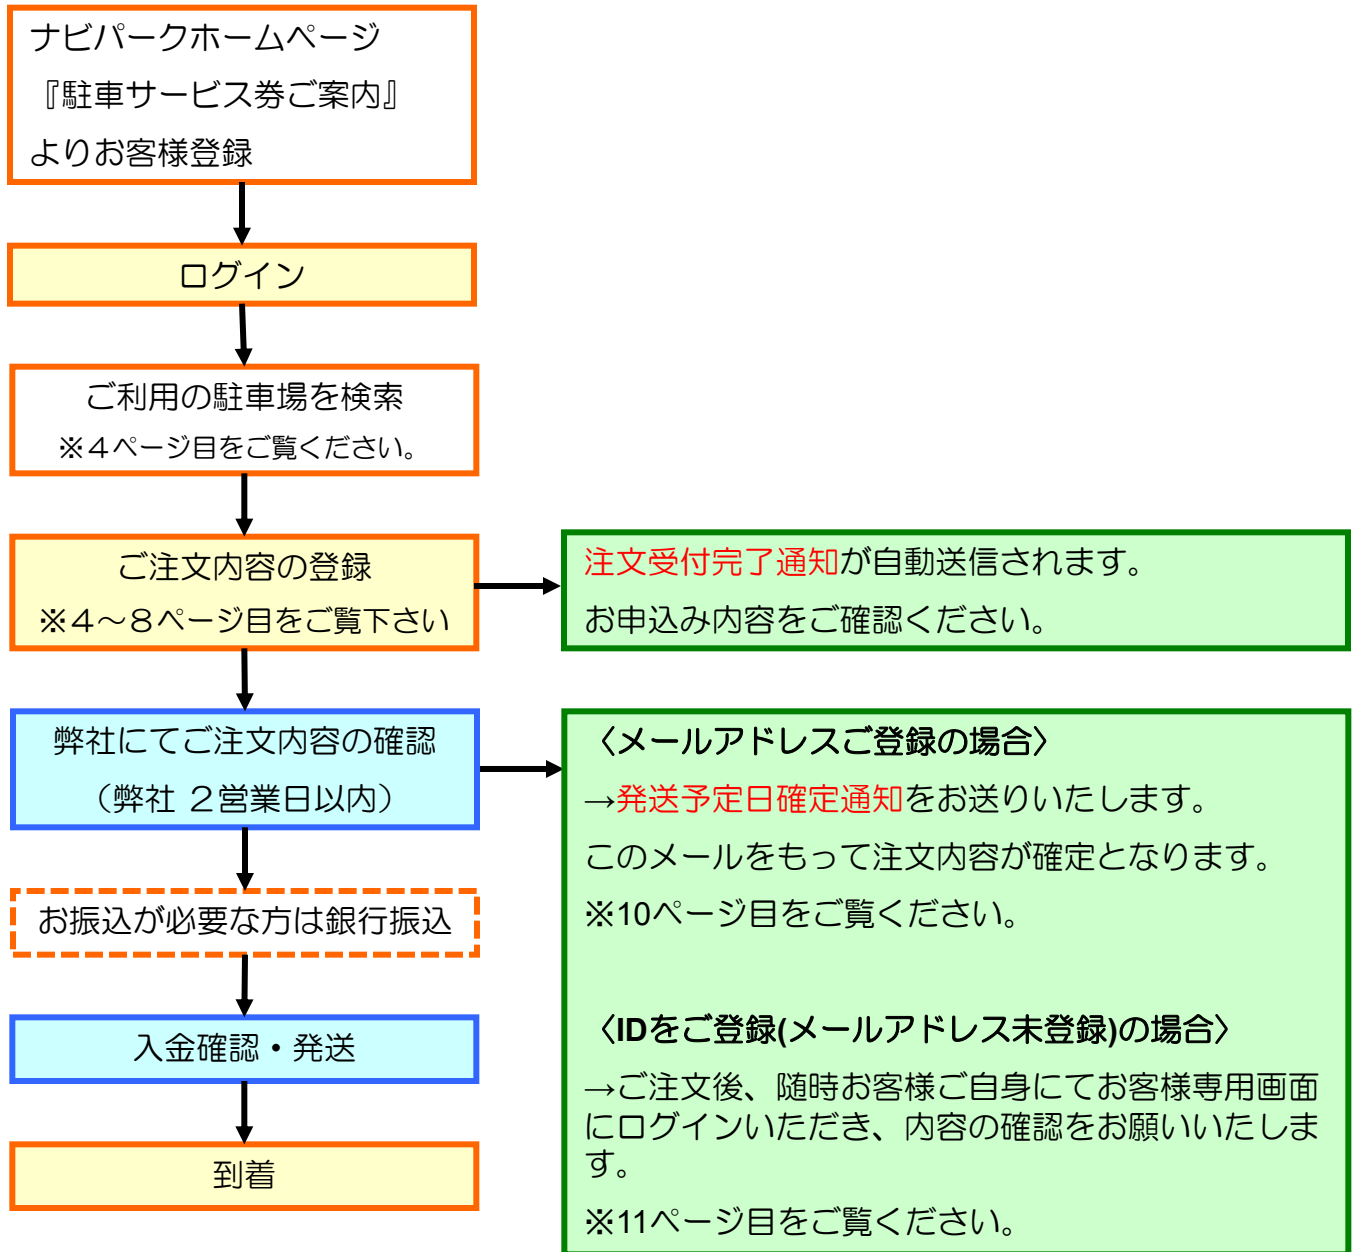 ナビパークホームページ
『駐車サービス券ご案内』
よりお客様登録
ログイン
ご利用の駐車場を検索
※４ページ目をご覧ください。
ご注文内容の登録
※４～８ページ目をご覧下さい
注文受付完了通知が自動送信されます。
お申込み内容をご確認ください。
弊社にてご注文内容の確認
（弊社 ２営業日以内）
〈メールアドレスご登録の場合〉
→発送予定日確定通知をお送りいたします。
このメールをもって注文内容が確定となります。
※10ページ目をご覧ください。
〈IDをご登録(メールアドレス未登録)の場合〉
→ご注文後、随時お客様ご自身にてお客様専用画面
にログインいただき、内容の確認をお願いいたしま
す。
※11ページ目をご覧ください。
お振込が必要な方は銀行振込
入金確認・発送
到着